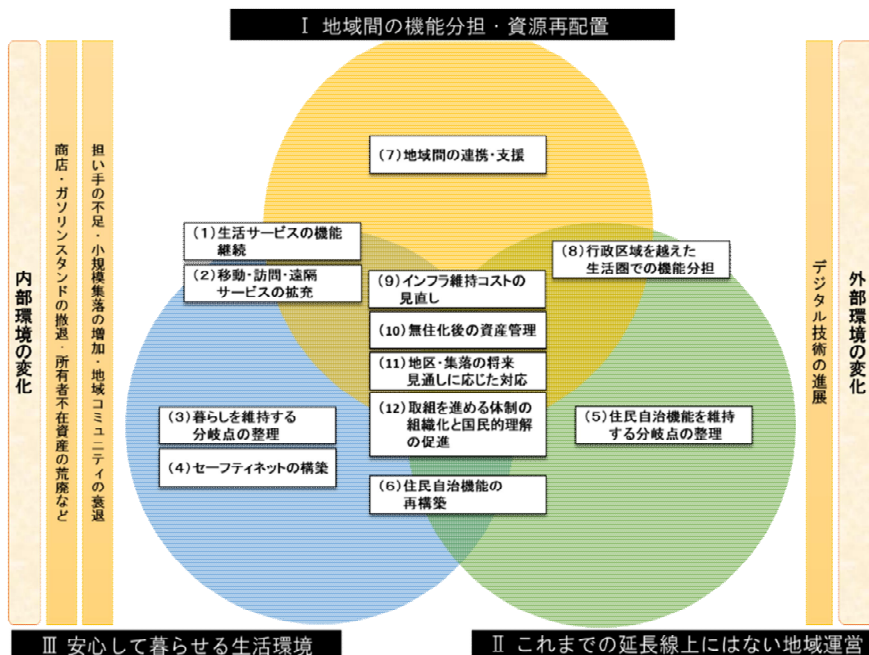 Ⅰ 地域間の機能分担・資源再配置
内部環境の変化
商店・ガソリンスタンドの撤退・所有者不在資産の荒廃など
担い手の不足・小規模集落の増加・地域コミュニティの衰退
(7)地域間の連携・支援
(1)生活サービスの機能
継続
(2)移動・訪問・遠隔
サービスの拡充
(8)行政区域を越えた
生活圏での機能分担
(9)インフラ維持コストの
見直し
(10)無住化後の資産管理
(11)地区・集落の将来
見通しに応じた対応
(12)取組を進める体制の
組織化と国民的理解
の促進
(3)暮らしを維持する
分岐点の整理
(4)セーフティネットの構築
(5)住民自治機能を維持
する分岐点の整理
(6)住民自治機能の
再構築
デジタル技術の進展
外部環境の変化
Ⅲ 安心して暮らせる生活環境
Ⅱ これまでの延長線上にはない地域運営